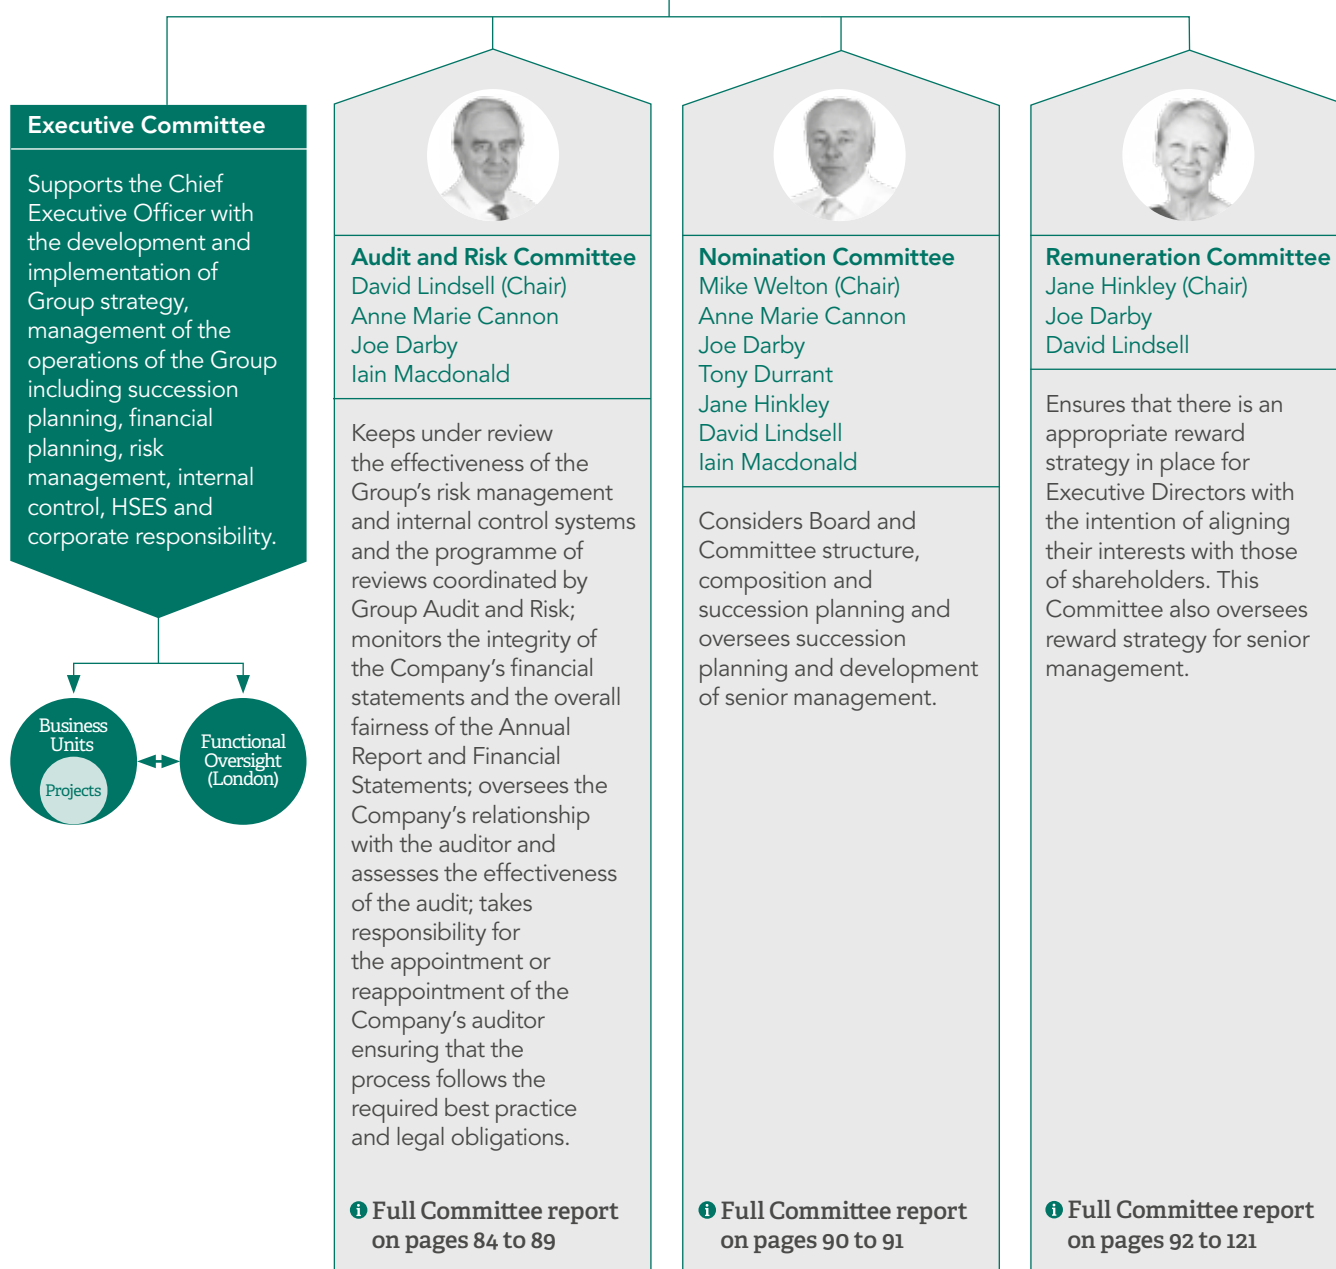 Executive Committee
Supports the Chief
Executive Officer with
the development and
implementation of
Group strategy,
management of the
operations of the Group
including succession
planning, financial
planning, risk
management, internal
control, HSES and
corporate responsibility.
Business
Units
Projects
Functional
Oversight
(London)
Audit and Risk Committee
David Lindsell (Chair)
Anne Marie Cannon
Joe Darby
Iain Macdonald
Keeps under review
the effectiveness of the
Group’s risk management
and internal control systems
and the programme of
reviews coordinated by
Group Audit and Risk;
monitors the integrity of
the Company’s financial
statements and the overall
fairness of the Annual
Report and Financial
Statements; oversees the
Company’s relationship
with the auditor and
assesses the effectiveness
of the audit; takes
responsibility for
the appointment or
reappointment of the
Company’s auditor
ensuring that the
process follows the
required best practice
and legal obligations.
Full Committee report
on pages 84 to 89
Nomination Committee
Mike Welton (Chair)
Anne Marie Cannon
Joe Darby
Tony Durrant
Jane Hinkley
David Lindsell
Iain Macdonald
Considers Board and
Committee structure,
composition and
succession planning and
oversees succession
planning and development
of senior management.
Full Committee report
on pages 90 to 91
Remuneration Committee
Jane Hinkley (Chair)
Joe Darby
David Lindsell
Ensures that there is an
appropriate reward
strategy in place for
Executive Directors with
the intention of aligning
their interests with those
of shareholders. This
Committee also oversees
reward strategy for senior
management.
Full Committee report
on pages 92 to 121